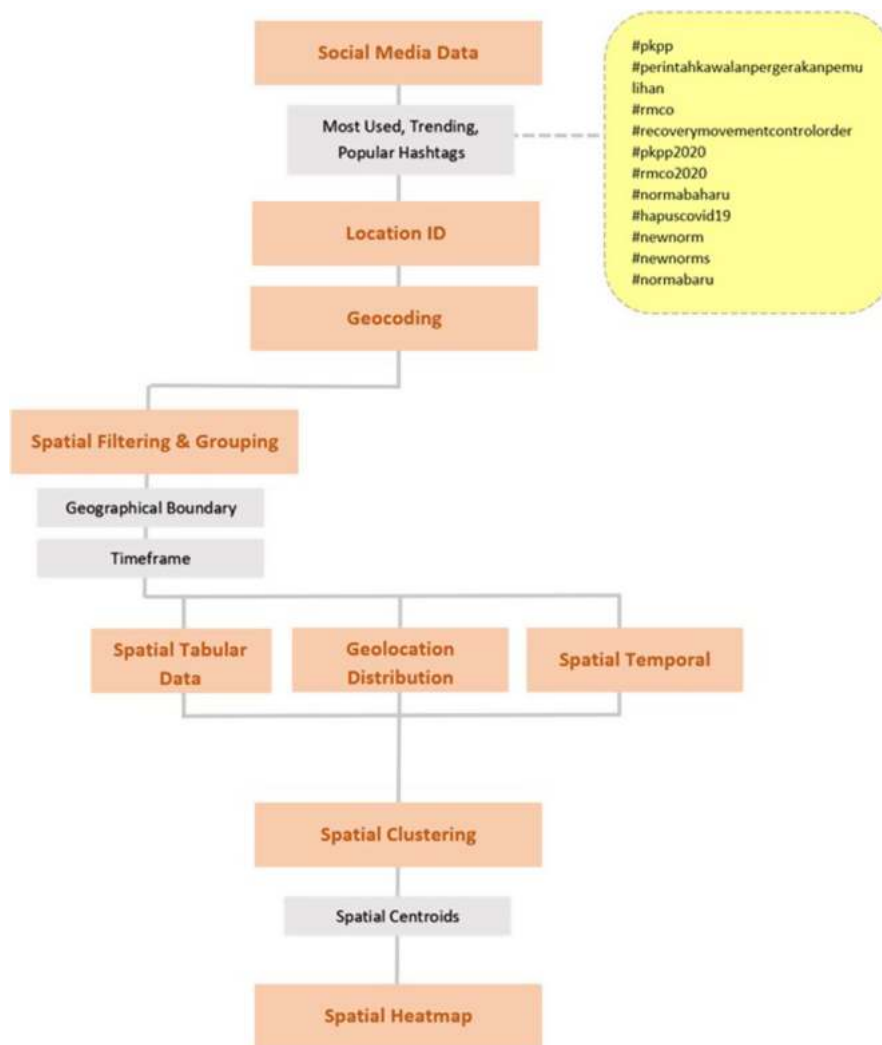 Social Media Data
Most Used, Trending,
Popular Hashtags
#pkpp
#perintahkawalanpergerakanpemu
lihan
#rmco
#recoverymovementcontrolorder
#pkpp2020
#rmco2020
#normabaharu
#hapuscovid19
#newnorm
#newnorms
#normabaru
Location ID
Geocoding
Spatial Filtering & Grouping
Geographical Boundary
Timeframe
Spatial Tabular
Data
Geolocation
Distribution
Spatial Temporal
Spatial Clustering
Spatial Centroids
Spatial Heatmap